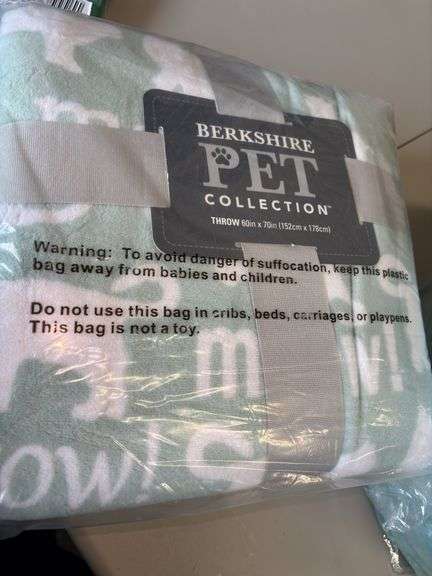 BERKSHIRE
PET
COLLECTION™
THROW 60in x 70in (152cm x 178cm)
Warning: To avoid danger of suffocation, keep this plastic
bag away from babies and children.
Do not use this bag in cribs, beds, carriages, or playpens.
This bag is not a toy.
ow!